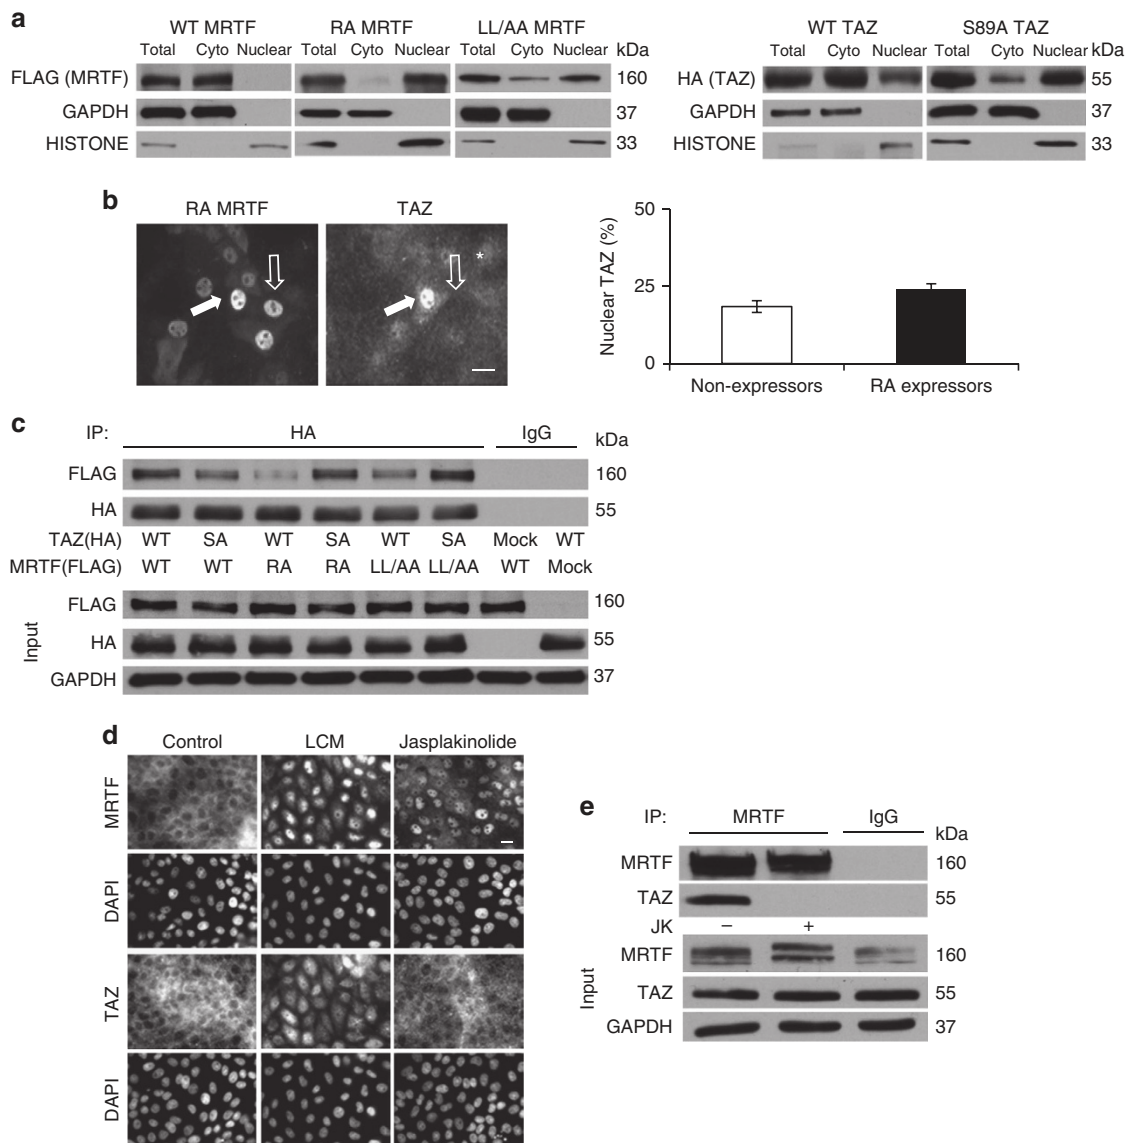 a
WT MRTF RA MRTF LL/AA MRTF
Total Cyto Nuclear Total Cyto Nuclear Total Cyto Nuclear kDa
FLAG (MRTF) 160
GAPDH 37
HISTONE 33
WT TAZ S89A TAZ
Total Cyto Nuclear Total Cyto Nuclear kDa
HA (TAZ) 55
GAPDH 37
HISTONE 33
b
RA MRTF TAZ
*
Nuclear TAZ (%)
50
25
0
Non-expressors RA expressors
c
IP: HA IgG
kDa
FLAG 160
HA 55
TAZ(HA) WT SA WT SA WT SA Mock WT
MRTF(FLAG) WT WT RA RA LL/AA LL/AA WT Mock
Input
FLAG 160
HA 55
GAPDH 37
d
Control LCM Jasplakinolide
MRTF
DAPI
TAZ
DAPI
e
IP: MRTF IgG
kDa
MRTF 160
TAZ 55
JK – +
Input
MRTF 160
TAZ 55
GAPDH 37